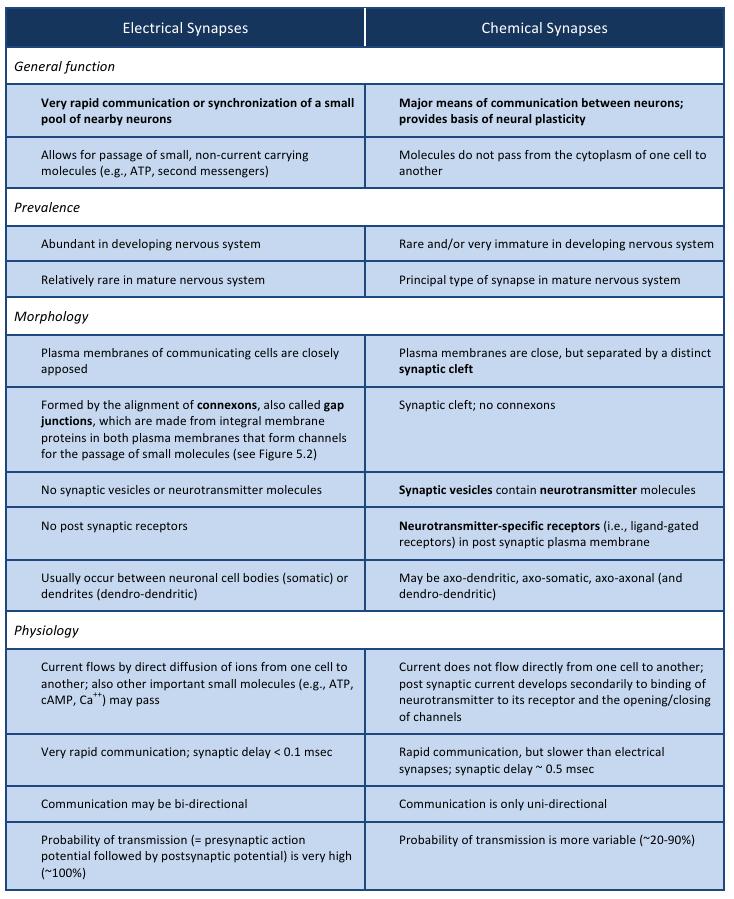 Electrical Synapses
Chemical Synapses
General function
Very rapid communication or synchronization of a small
pool of nearby neurons
Major means of communication between neurons;
provides basis of neural plasticity
Allows for passage of small, non-current carrying
molecules (e.g., ATP, second messengers)
Molecules do not pass from the cytoplasm of one cell to
another
Prevalence
Abundant in developing nervous system
Rare and/or very immature in developing nervous system
Relatively rare in mature nervous system
Principal type of synapse in mature nervous system
Morphology
Plasma membranes of communicating cells are closely
apposed
Plasma membranes are close, but separated by a distinct
synaptic cleft
Formed by the alignment of connexons, also called gap
junctions, which are made from integral membrane
proteins in both plasma membranes that form channels
for the passage of small molecules (see Figure 5.2)
Synaptic cleft; no connexons
No synaptic vesicles or neurotransmitter molecules
Synaptic vesicles contain neurotransmitter molecules
No post synaptic receptors
Neurotransmitter-specific receptors (i.e., ligand-gated
receptors) in post synaptic plasma membrane
Usually occur between neuronal cell bodies (somatic) or
dendrites (dendro-dendritic)
May be axo-dendritic, axo-somatic, axo-axonal (and
dendro-dendritic)
Physiology
Current flows by direct diffusion of ions from one cell to
another; also other important small molecules (e.g., ATP,
cAMP, Ca++) may pass
Current does not flow directly from one cell to another;
post synaptic current develops secondarily to binding of
neurotransmitter to its receptor and the opening/closing
of channels
Very rapid communication; synaptic delay < 0.1 msec
Rapid communication, but slower than electrical
synapses; synaptic delay ~ 0.5 msec
Communication may be bi-directional
Communication is only uni-directional
Probability of transmission (= presynaptic action
potential followed by postsynaptic potential) is very high
(~100%)
Probability of transmission is more variable (~20-90%)